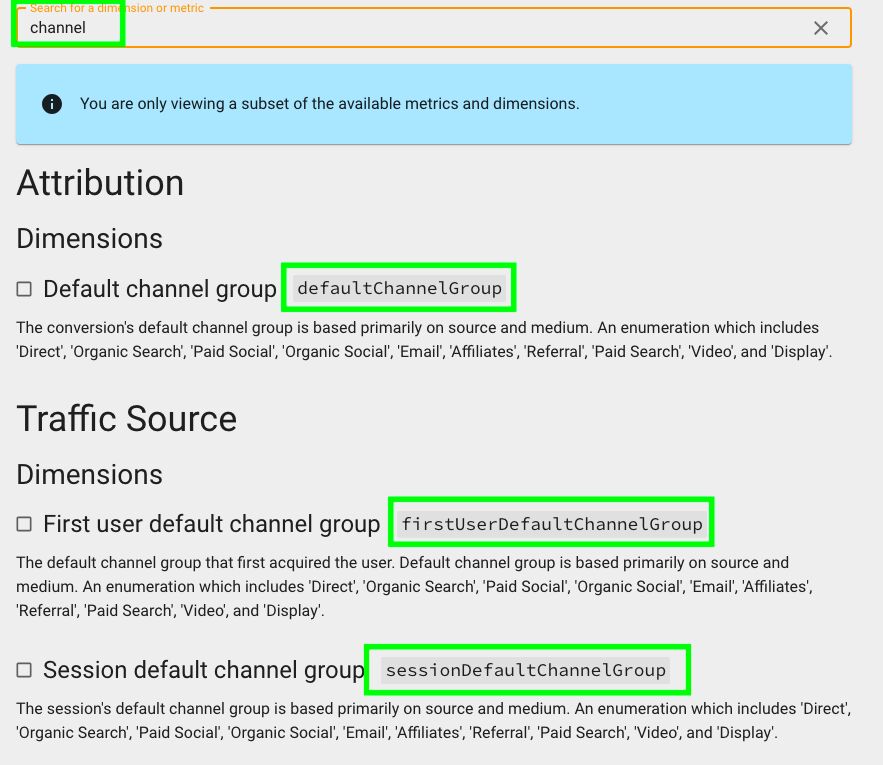 Search for a dimension or metric
channel
You are only viewing a subset of the available metrics and dimensions.
Attribution
Dimensions
Default channel group defaultChannelGroup
The conversion's default channel group is based primarily on source and medium. An enumeration which includes
'Direct', 'Organic Search', 'Paid Social', 'Organic Social', 'Email', 'Affiliates', 'Referral', 'Paid Search', 'Video', and 'Display'.
Traffic Source
Dimensions
First user default channel group firstUserDefaultChannelGroup
The default channel group that first acquired the user. Default channel group is based primarily on source and
medium. An enumeration which includes 'Direct', 'Organic Search', 'Paid Social', 'Organic Social', 'Email', 'Affiliates',
'Referral', 'Paid Search', 'Video', and 'Display'.
Session default channel group sessionDefaultChannelGroup
The session's default channel group is based primarily on source and medium. An enumeration which includes 'Direct',
'Organic Search', 'Paid Social', 'Organic Social', 'Email', 'Affiliates', 'Referral', 'Paid Search', 'Video', and 'Display'.